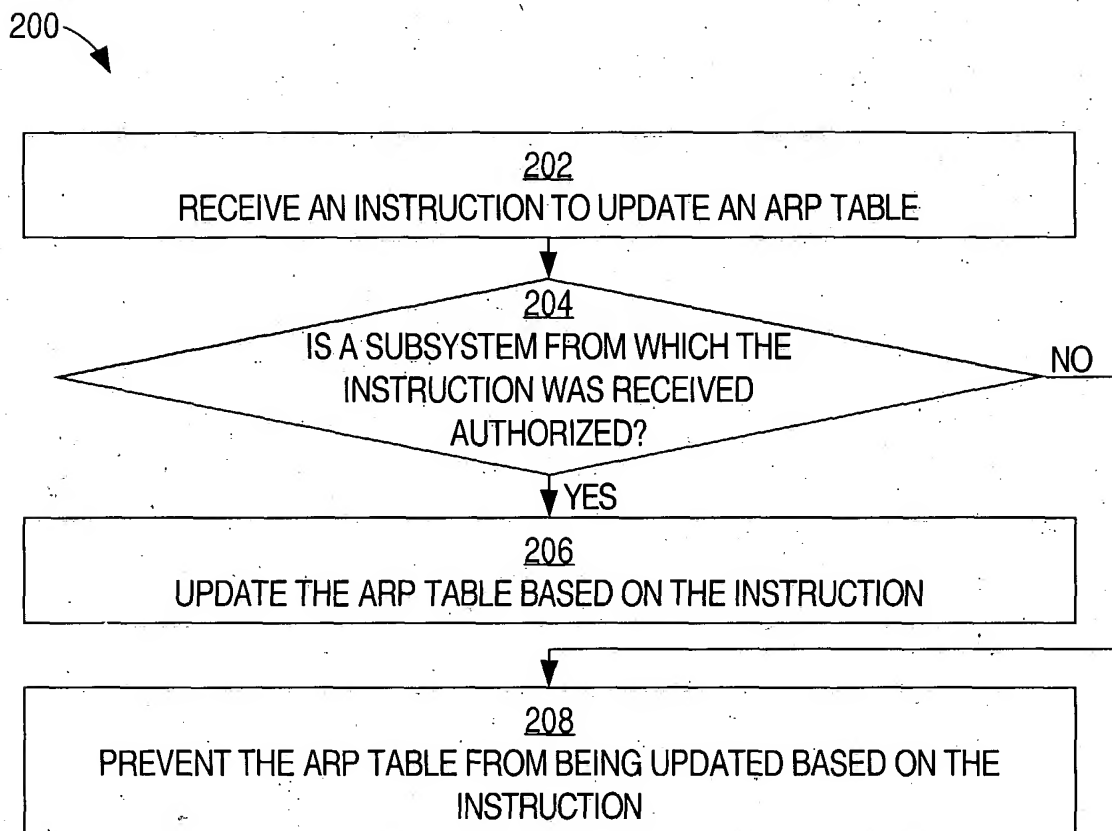 200
202
RECEIVE AN INSTRUCTION TO UPDATE AN ARP TABLE
204
IS A SUBSYSTEM FROM WHICH THE
INSTRUCTION WAS RECEIVED
AUTHORIZED?
NO
YES
206
UPDATE THE ARP TABLE BASED ON THE INSTRUCTION
208
PREVENT THE ARP TABLE FROM BEING UPDATED BASED ON THE
INSTRUCTION